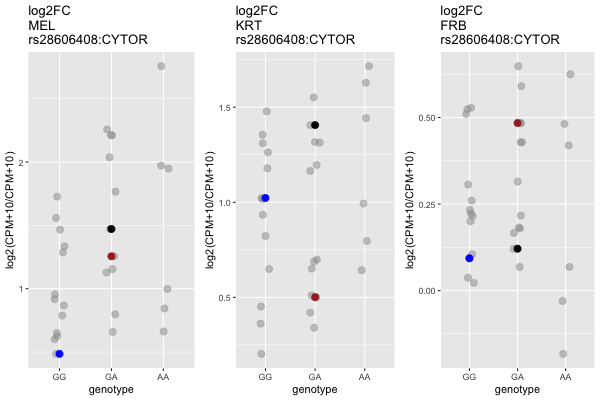 log2FC
MEL
rs28606408:CYTOR
log2(CPM+10/CPM+10)
2
1
GG
GA
AA
genotype
log2FC
KRT
rs28606408:CYTOR
log2(CPM+10/CPM+10)
1.5
1.0
0.5
GG
GA
AA
genotype
log2FC
FRB
rs28606408:CYTOR
log2(CPM+10/CPM+10)
0.50
0.25
0.00
GG
GA
AA
genotype